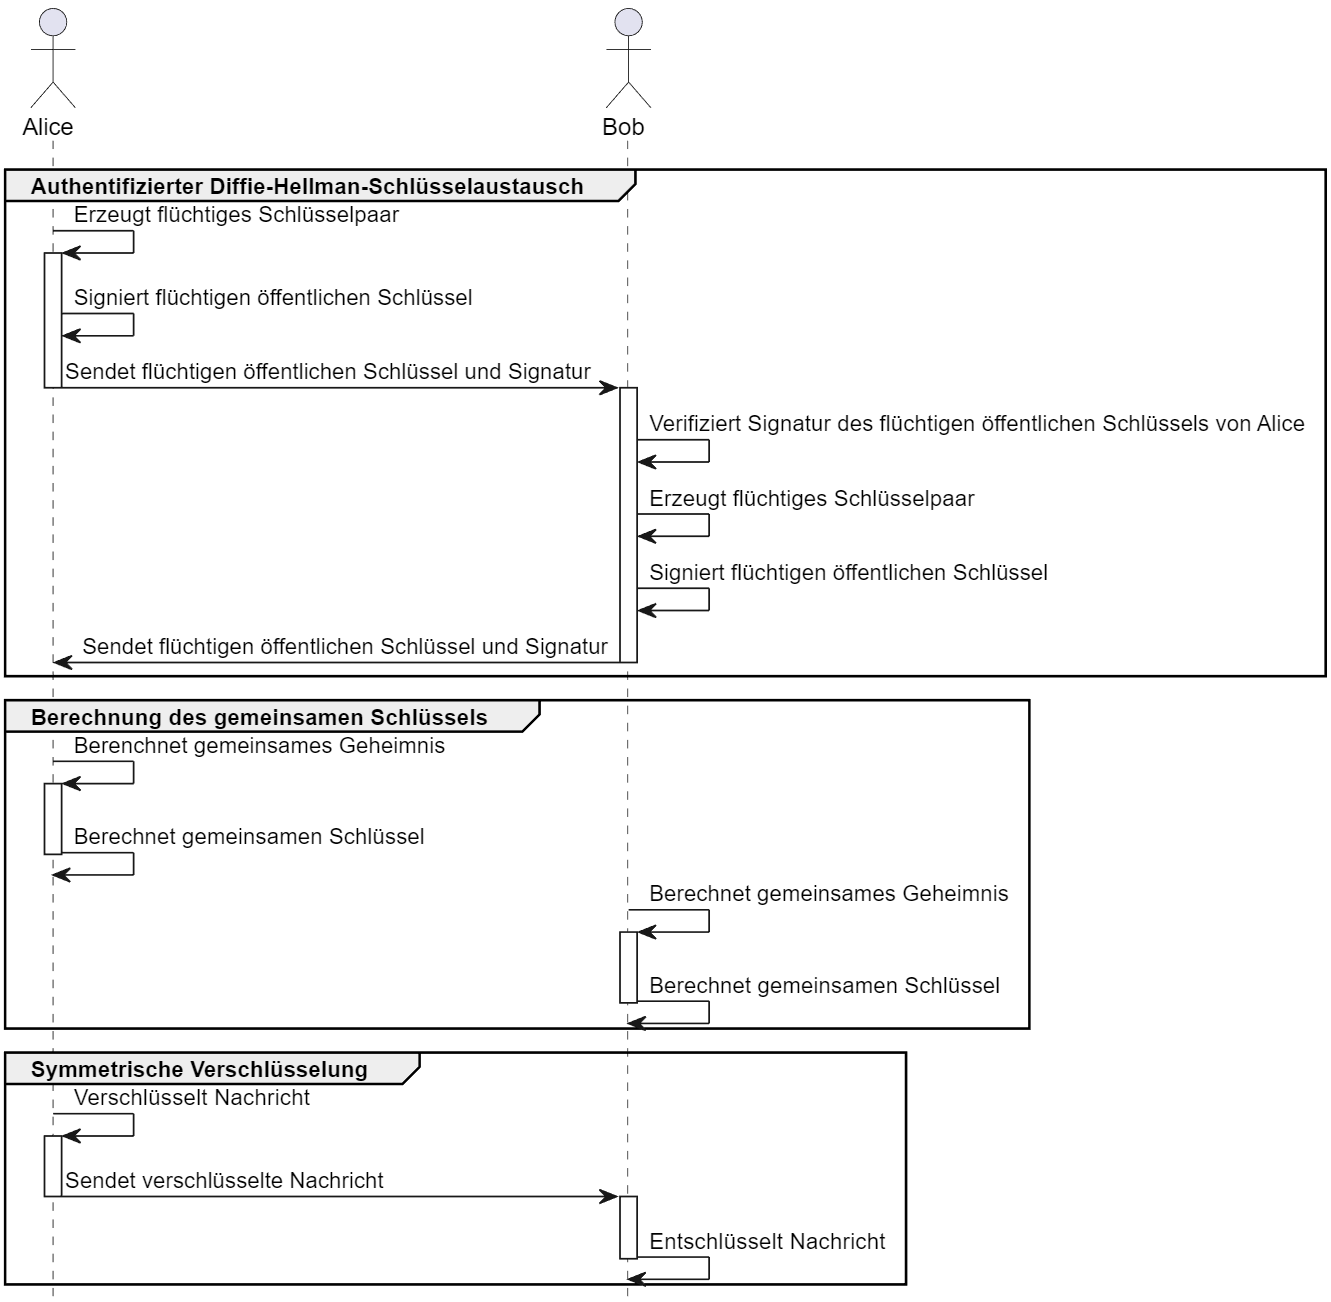 Alice
Bob
Authentifizierter Diffie-Hellman-Schlüsselaustausch
Erzeugt flüchtiges Schlüsselpaar
Signiert flüchtigen öffentlichen Schlüssel
Sendet flüchtigen öffentlichen Schlüssel und Signatur
Verifiziert Signatur des flüchtigen öffentlichen Schlüssels von Alice
Erzeugt flüchtiges Schlüsselpaar
Signiert flüchtigen öffentlichen Schlüssel
Sendet flüchtigen öffentlichen Schlüssel und Signatur
Berechnung des gemeinsamen Schlüssels
Berenchnet gemeinsames Geheimnis
Berechnet gemeinsamen Schlüssel
Berechnet gemeinsames Geheimnis
Berechnet gemeinsamen Schlüssel
Symmetrische Verschlüsselung
Verschlüsselt Nachricht
Sendet verschlüsselte Nachricht
Entschlüsselt Nachricht